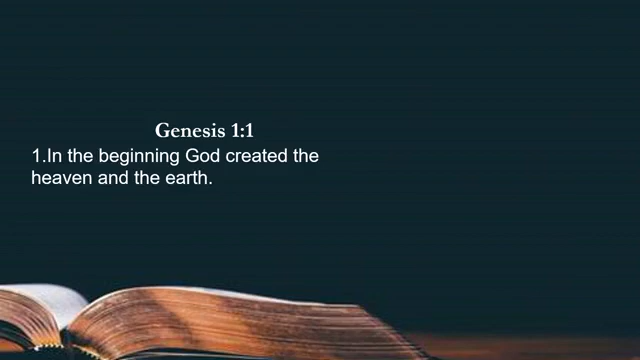 Genesis 1:1
1.In the beginning God created the
heaven and the earth.